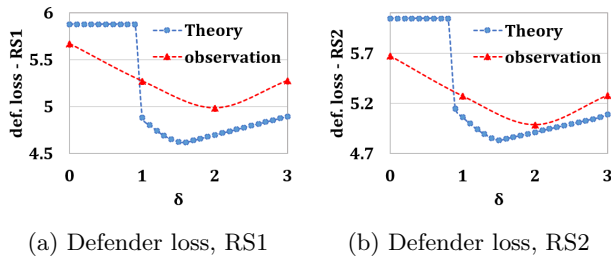 def. loss - RS1
6
5.5
5
4.5
Theory
observation
0 1 2 3
δ
def. loss - RS2
5.7
5.2
4.7
Theory
observation
0 1 2 3
δ
(a) Defender loss, RS1
(b) Defender loss, RS2